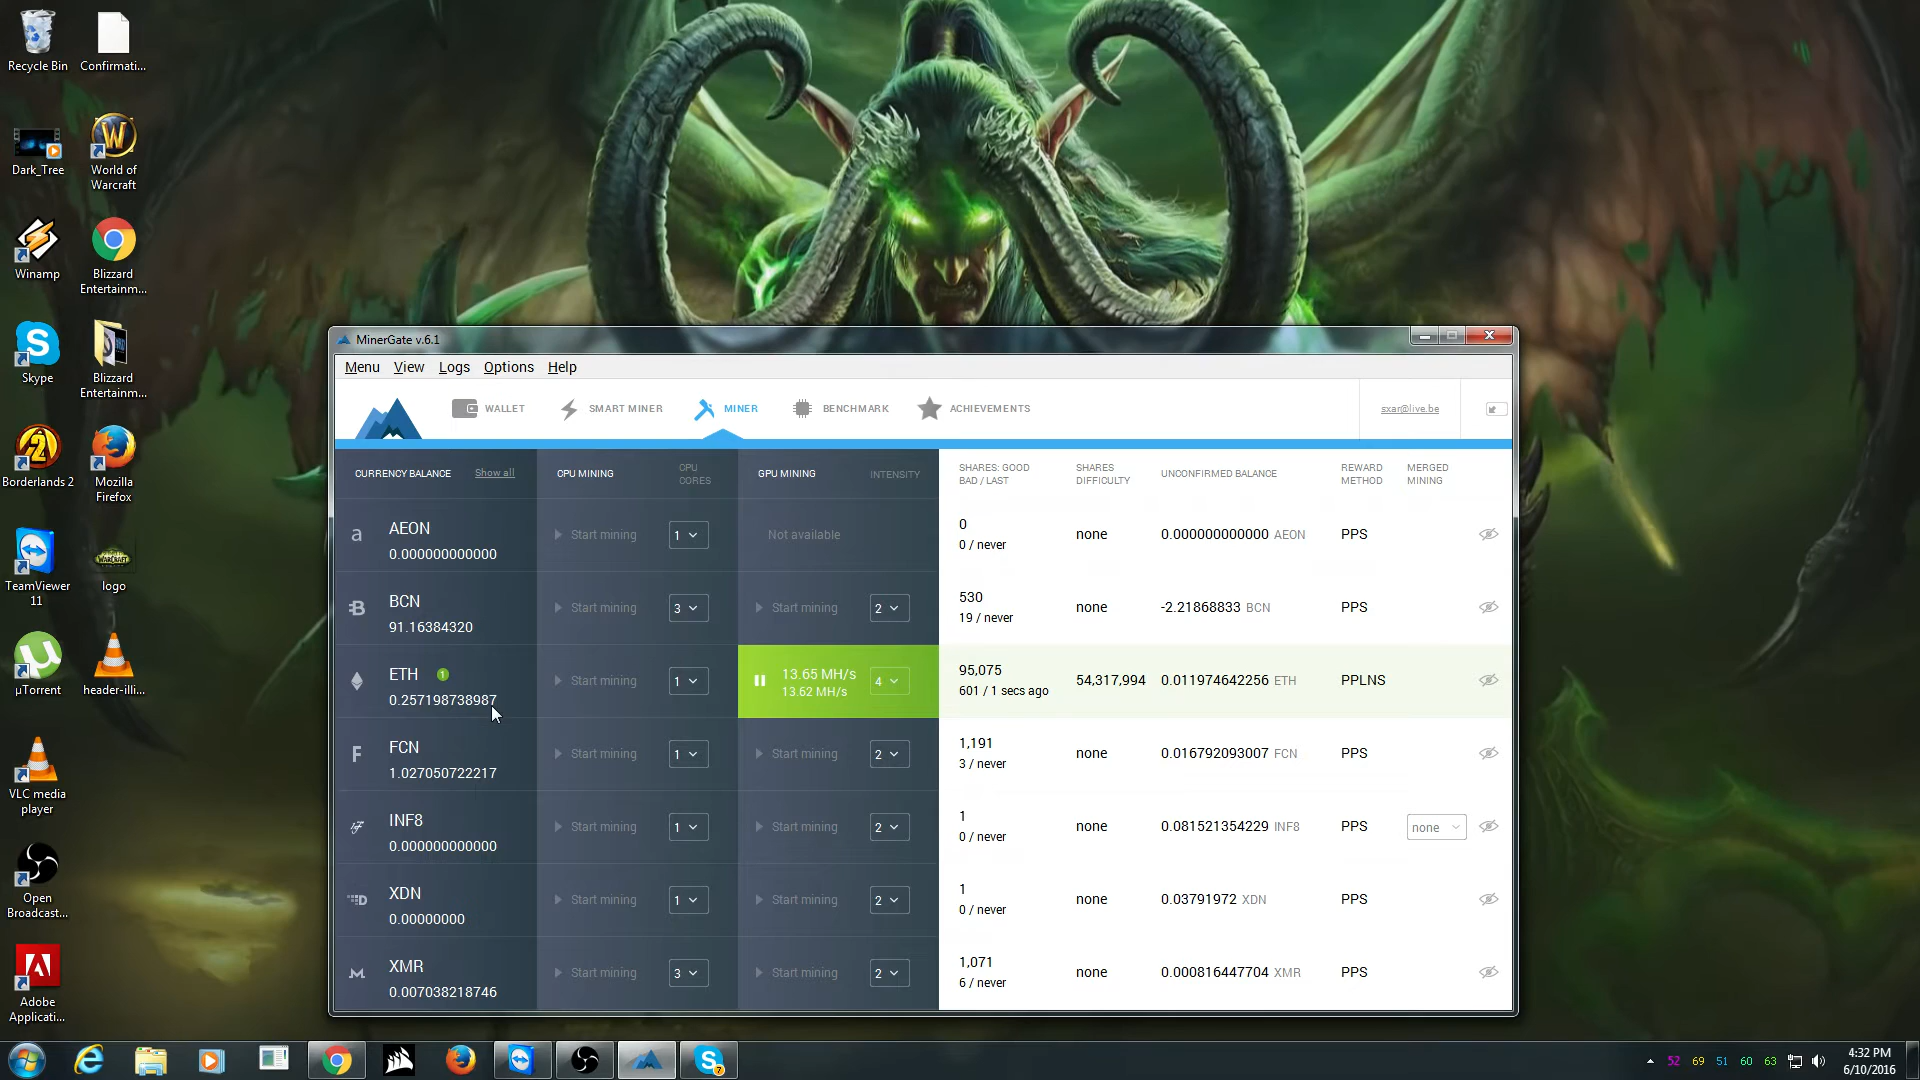 Recycle Bin
Confirmati...
Dark_Tree
World of
Warcraft
Winamp
Blizzard
Entertainm...
Skype
Blizzard
Entertainm...
Borderlands 2
Mozilla
Firefox
TeamViewer
11
logo
µTorrent
header-illi...
VLC media
player
Open
Broadcast...
Adobe
Applicati...
MinerGate v.6.1
Menu View Logs Options Help
WALLET SMART MINER MINER BENCHMARK ACHIEVEMENTS sxar@live.be
CURRENCY BALANCE Show all CPU MINING CPU CORES GPU MINING INTENSITY SHARES: GOOD BAD / LAST SHARES DIFFICULTY UNCONFIRMED BALANCE REWARD METHOD MERGED MINING
AEON
0.000000000000
Start mining 1 Not available
0
0 / never
none 0.000000000000 AEON PPS
BCN
91.16384320
Start mining 3 Start mining 2
530
19 / never
none -2.21868833 BCN PPS
ETH 1
0.257198738987
Start mining 1
13.65 MH/s
13.62 MH/s
4
95,075
601 / 1 secs ago
54,317,994 0.011974642256 ETH PPLNS
FCN
1.027050722217
Start mining 1 Start mining 2
1,191
3 / never
none 0.016792093007 FCN PPS
INF8
0.000000000000
Start mining 1 Start mining 2
1
0 / never
none 0.081521354229 INF8 PPS none
XDN
0.00000000
Start mining 1 Start mining 2
1
0 / never
none 0.03791972 XDN PPS
XMR
0.007038218746
Start mining 3 Start mining 2
1,071
6 / never
none 0.000816447704 XMR PPS
52 69 51 60 63
4:32 PM
6/10/2016